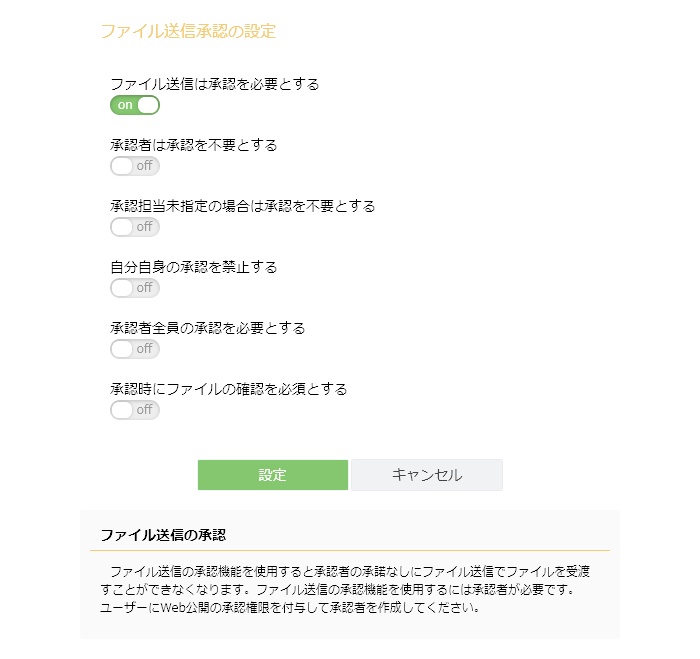 ファイル送信承認の設定
ファイル送信は承認を必要とする
on
承認者は承認を不要とする
off
承認担当未指定の場合は承認を不要とする
off
自分自身の承認を禁止する
off
承認者全員の承認を必要とする
off
承認時にファイルの確認を必須とする
off
設定 キャンセル
ファイル送信の承認
ファイル送信の承認機能を使用すると承認者の承諾なしにファイル送信でファイルを受渡
すことができなくなります。ファイル送信の承認機能を使用するには承認者が必要です。
ユーザーにWeb公開の承認権限を付与して承認者を作成してください。